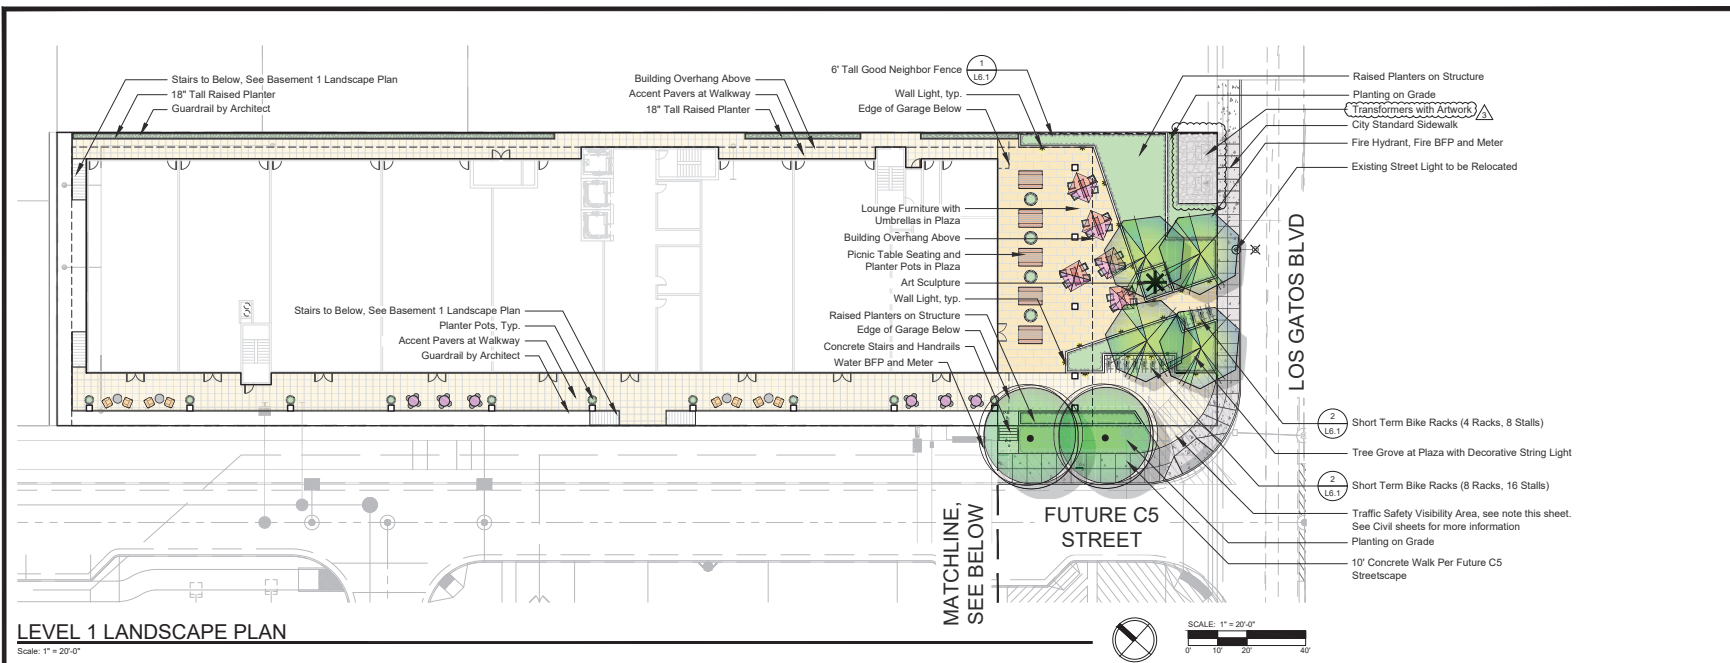 Stairs to Below, See Basement 1 Landscape Plan
18" Tall Raised Planter
Guardrail by Architect
Building Overhang Above
Accent Pavers at Walkway
18" Tall Raised Planter
6' Tall Good Neighbor Fence
1
L6.1
Wall Light, typ.
Edge of Garage Below
Raised Planters on Structure
Planting on Grade
Transformers with Artwork
3
City Standard Sidewalk
Fire Hydrant, Fire BFP and Meter
Existing Street Light to be Relocated
Lounge Furniture with
Umbrellas in Plaza
Building Overhang Above
Picnic Table Seating and
Planter Pots in Plaza
Art Sculpture
Wall Light, typ.
Raised Planters on Structure
Edge of Garage Below
Concrete Stairs and Handrails
Water BFP and Meter
Stairs to Below, See Basement 1 Landscape Plan
Planter Pots, Typ.
Accent Pavers at Walkway
Guardrail by Architect
LOS GATOS BLVD
2
L6.1
Short Term Bike Racks (4 Racks, 8 Stalls)
Tree Grove at Plaza with Decorative String Light
2
L6.1
Short Term Bike Racks (8 Racks, 16 Stalls)
Traffic Safety Visibility Area, see note this sheet.
See Civil sheets for more information
Planting on Grade
10' Concrete Walk Per Future C5
Streetscape
FUTURE C5
STREET
MATCHLINE,
SEE BELOW
LEVEL 1 LANDSCAPE PLAN
Scale: 1" = 20'-0"
SCALE: 1" = 20'-0"
0' 10' 20' 40'